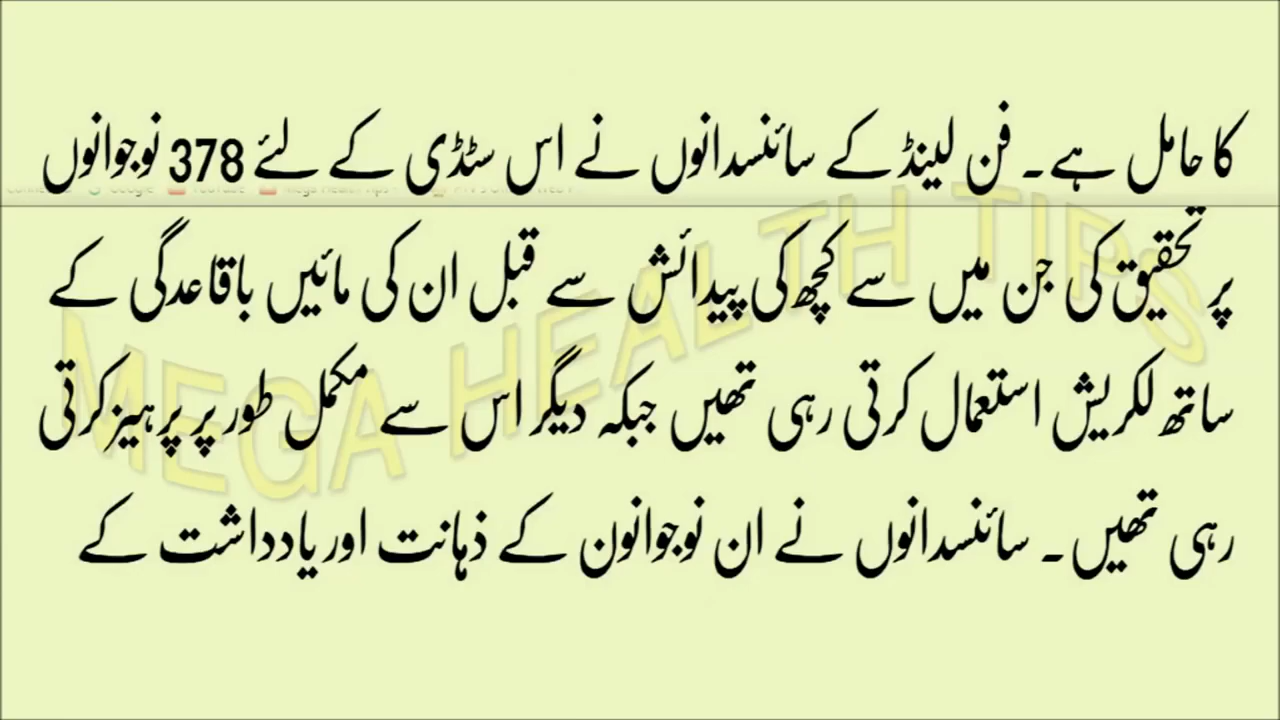 کا حامل ہے۔ فن لینڈ کے سائنسدانوں نے اس سٹڈی کے لئے 378 نوجوانوں
پر تحقیق کی جن میں سے کچھ کی پیدائش سے قبل ان کی مائیں باقاعدگی کے
ساتھ لکریش استعمال کرتی رہی تھیں جبکہ دیگر اس سے مکمل طور پر پرہیز کرتی
رہی تھیں۔ سائنسدانوں نے ان نوجوانون کے ذہانت اور یادداشت کے
MEGA HEALTH TIPS